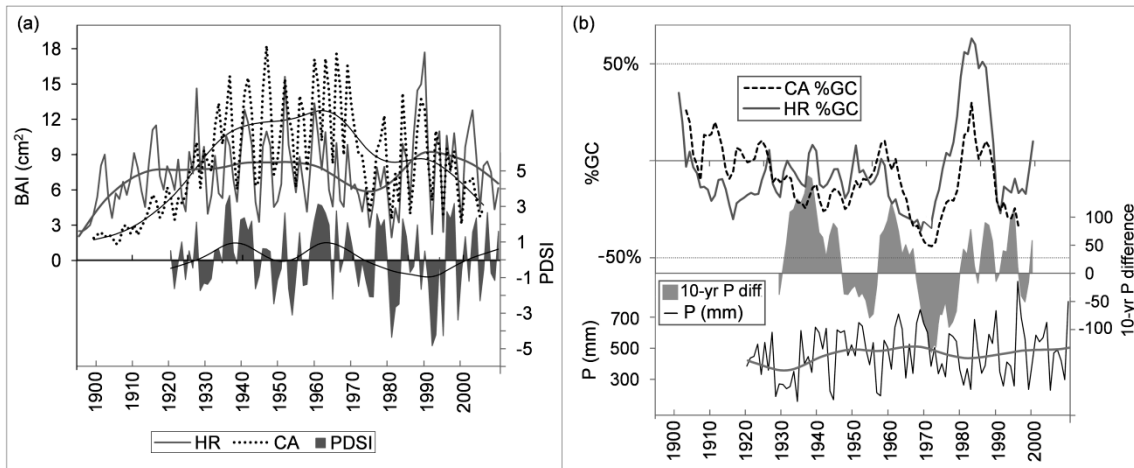 (a)
18
15
12
9
6
3
0
BAI (cm²)
5
3
1
-1
-3
-5
PDSI
1900 1910 1920 1930 1940 1950 1960 1970 1980 1990 2000
HR CA PDSI
(b)
50%
-50%
%GC
CA %GC
HR %GC
100
50
0
-50
-100
10-yr P difference
10-yr P diff
P (mm)
700
500
300
P (mm)
1900 1910 1920 1930 1940 1950 1960 1970 1980 1990 2000